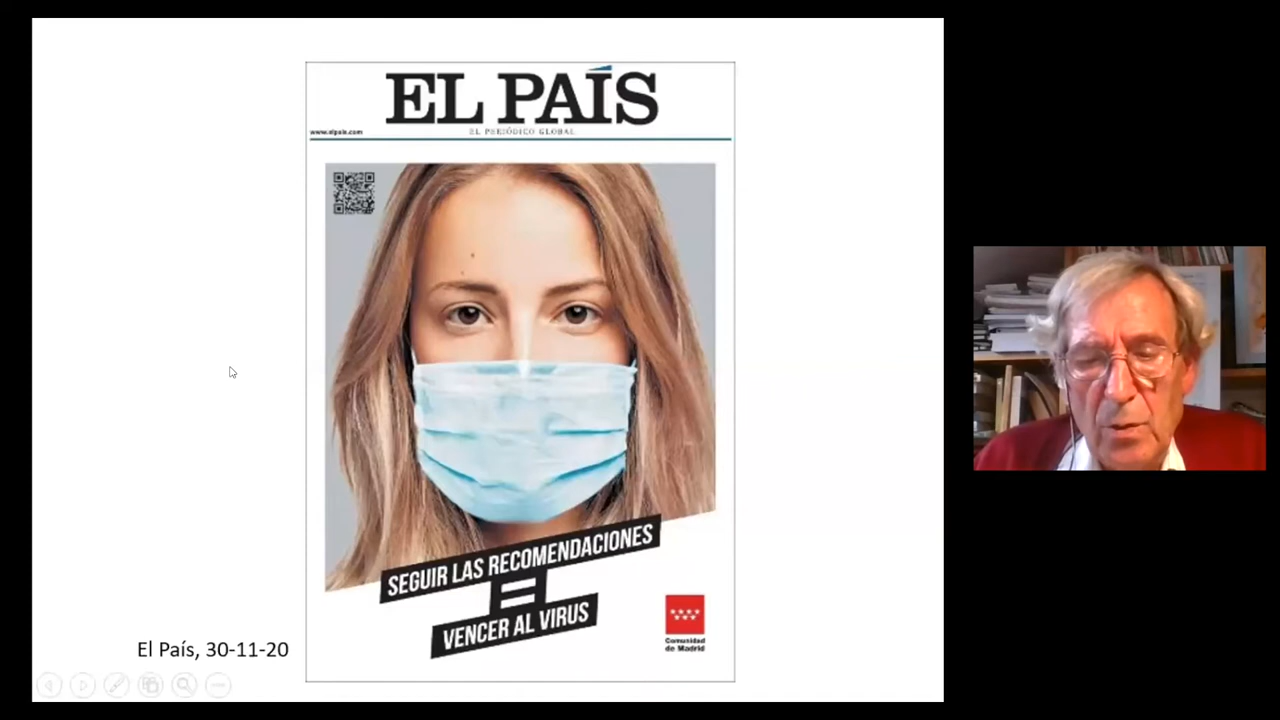 EL PAÍS
www.elpais.com
EL PERIÓDICO GLOBAL
SEGUIR LAS RECOMENDACIONES
=
VENCER AL VIRUS
Comunidad
de Madrid
El País, 30-11-20